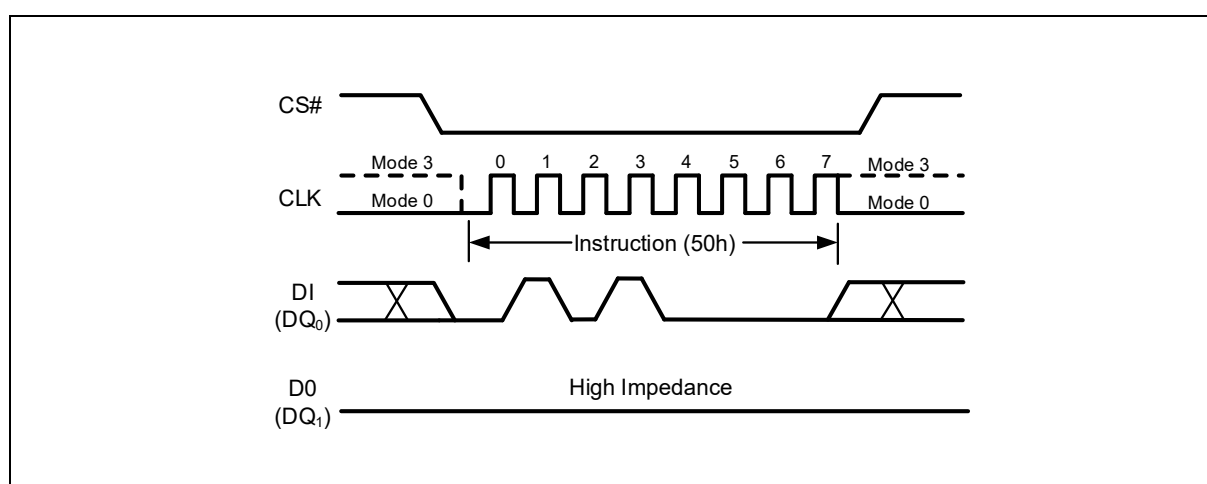 CS#
Mode 3 0 1 2 3 4 5 6 7 Mode 3
CLK
Mode 0 Mode 0
Instruction (50h)
DI
(DQ₀)
D0 High Impedance
(DQ₁)